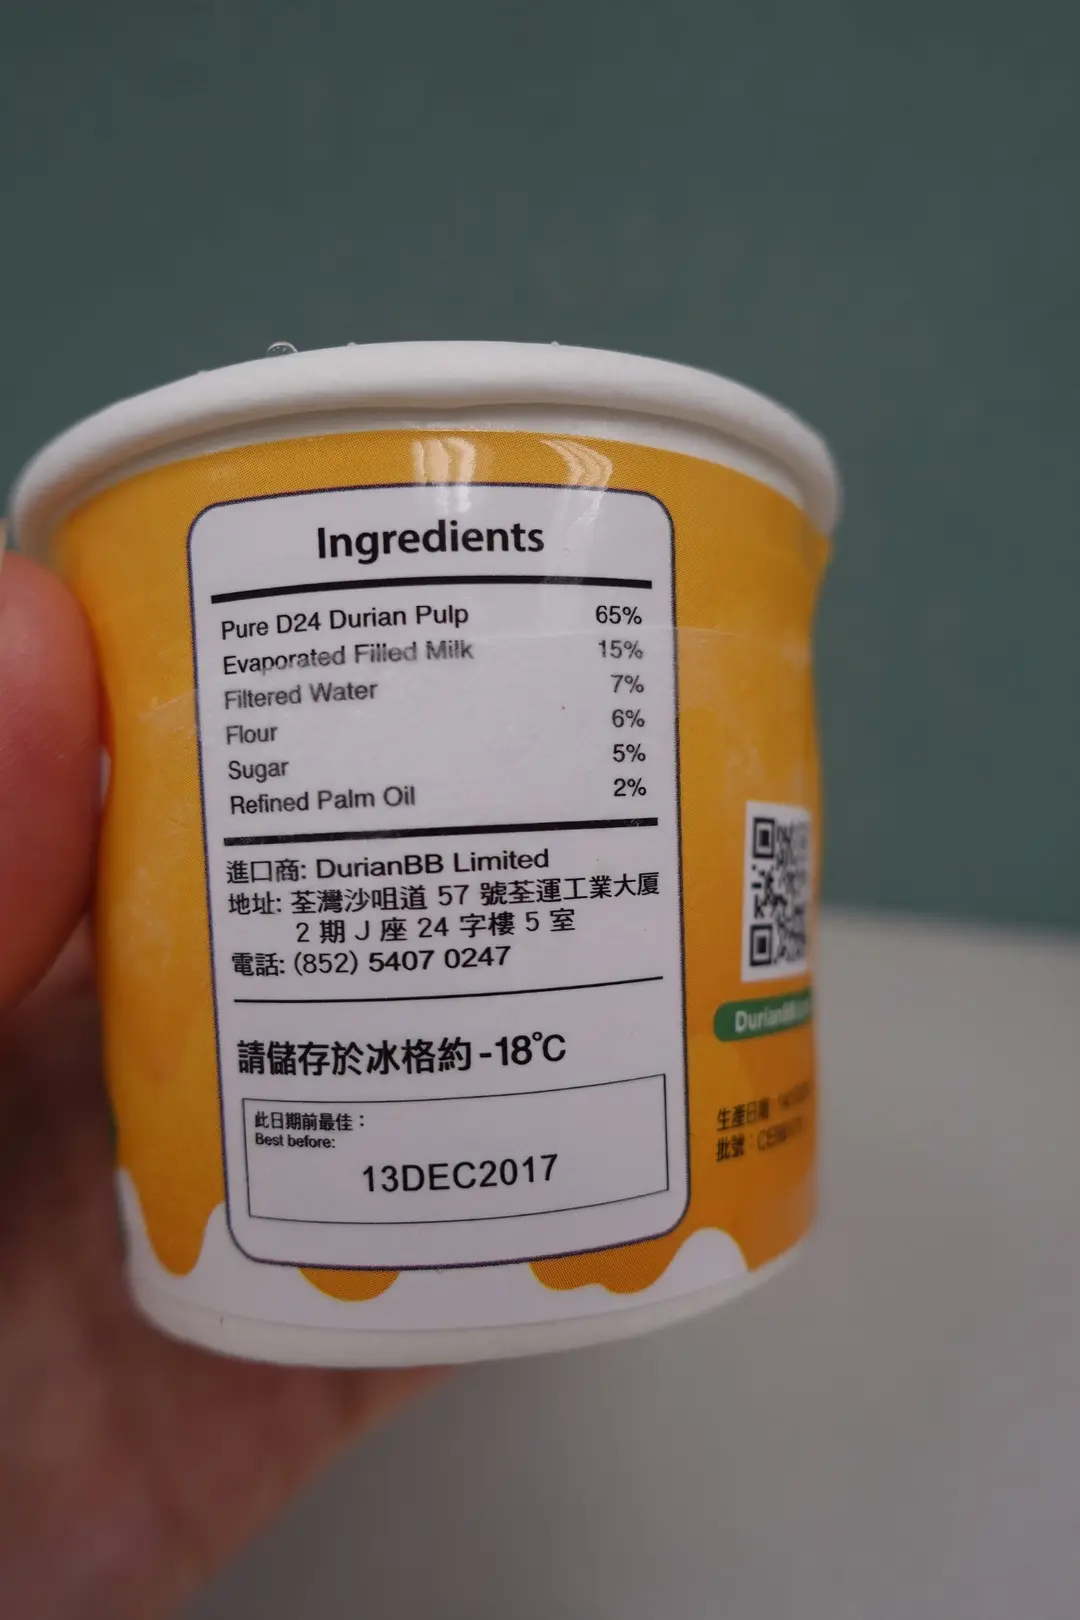 Ingredients
Pure D24 Durian Pulp 65%
Evaporated Filled Milk 15%
Filtered Water 7%
Flour 6%
Sugar 5%
Refined Palm Oil 2%
進口商: DurianBB Limited
地址: 荃灣沙咀道 57 號荃運工業大厦
2 期 J 座 24 字樓 5 室
電話: (852) 5407 0247
請儲存於冰格約 -18°C
此日期前最佳：
Best before:
13DEC2017
DurianBB
生產日期
批號：